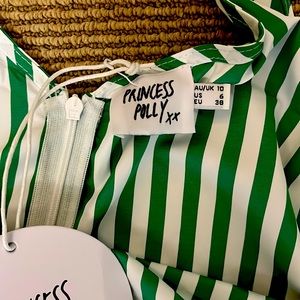 PRINCESS
POLLY xx
AU/UK 10
US 6
EU 38